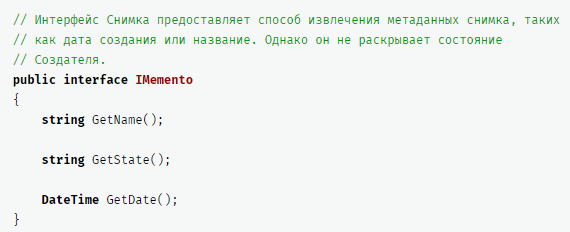 // Интерфейс Снимка предоставляет способ извлечения метаданных снимка, таких
// как дата создания или название. Однако он не раскрывает состояние
// Создателя.
public interface IMemento
{
    string GetName();
    string GetState();
    DateTime GetDate();
}